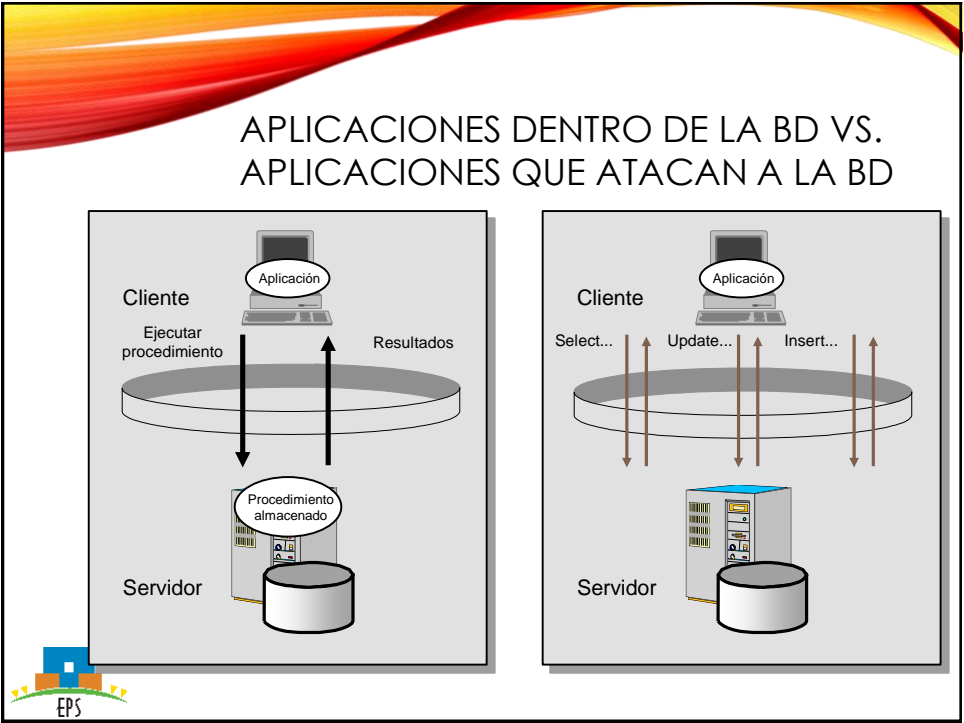 APLICACIONES DENTRO DE LA BD VS.
APLICACIONES QUE ATACAN A LA BD
Aplicación
Cliente
Ejecutar
procedimiento
Resultados
Procedimiento
almacenado
Servidor
Aplicación
Cliente
Select...
Update...
Insert...
Servidor
EPS